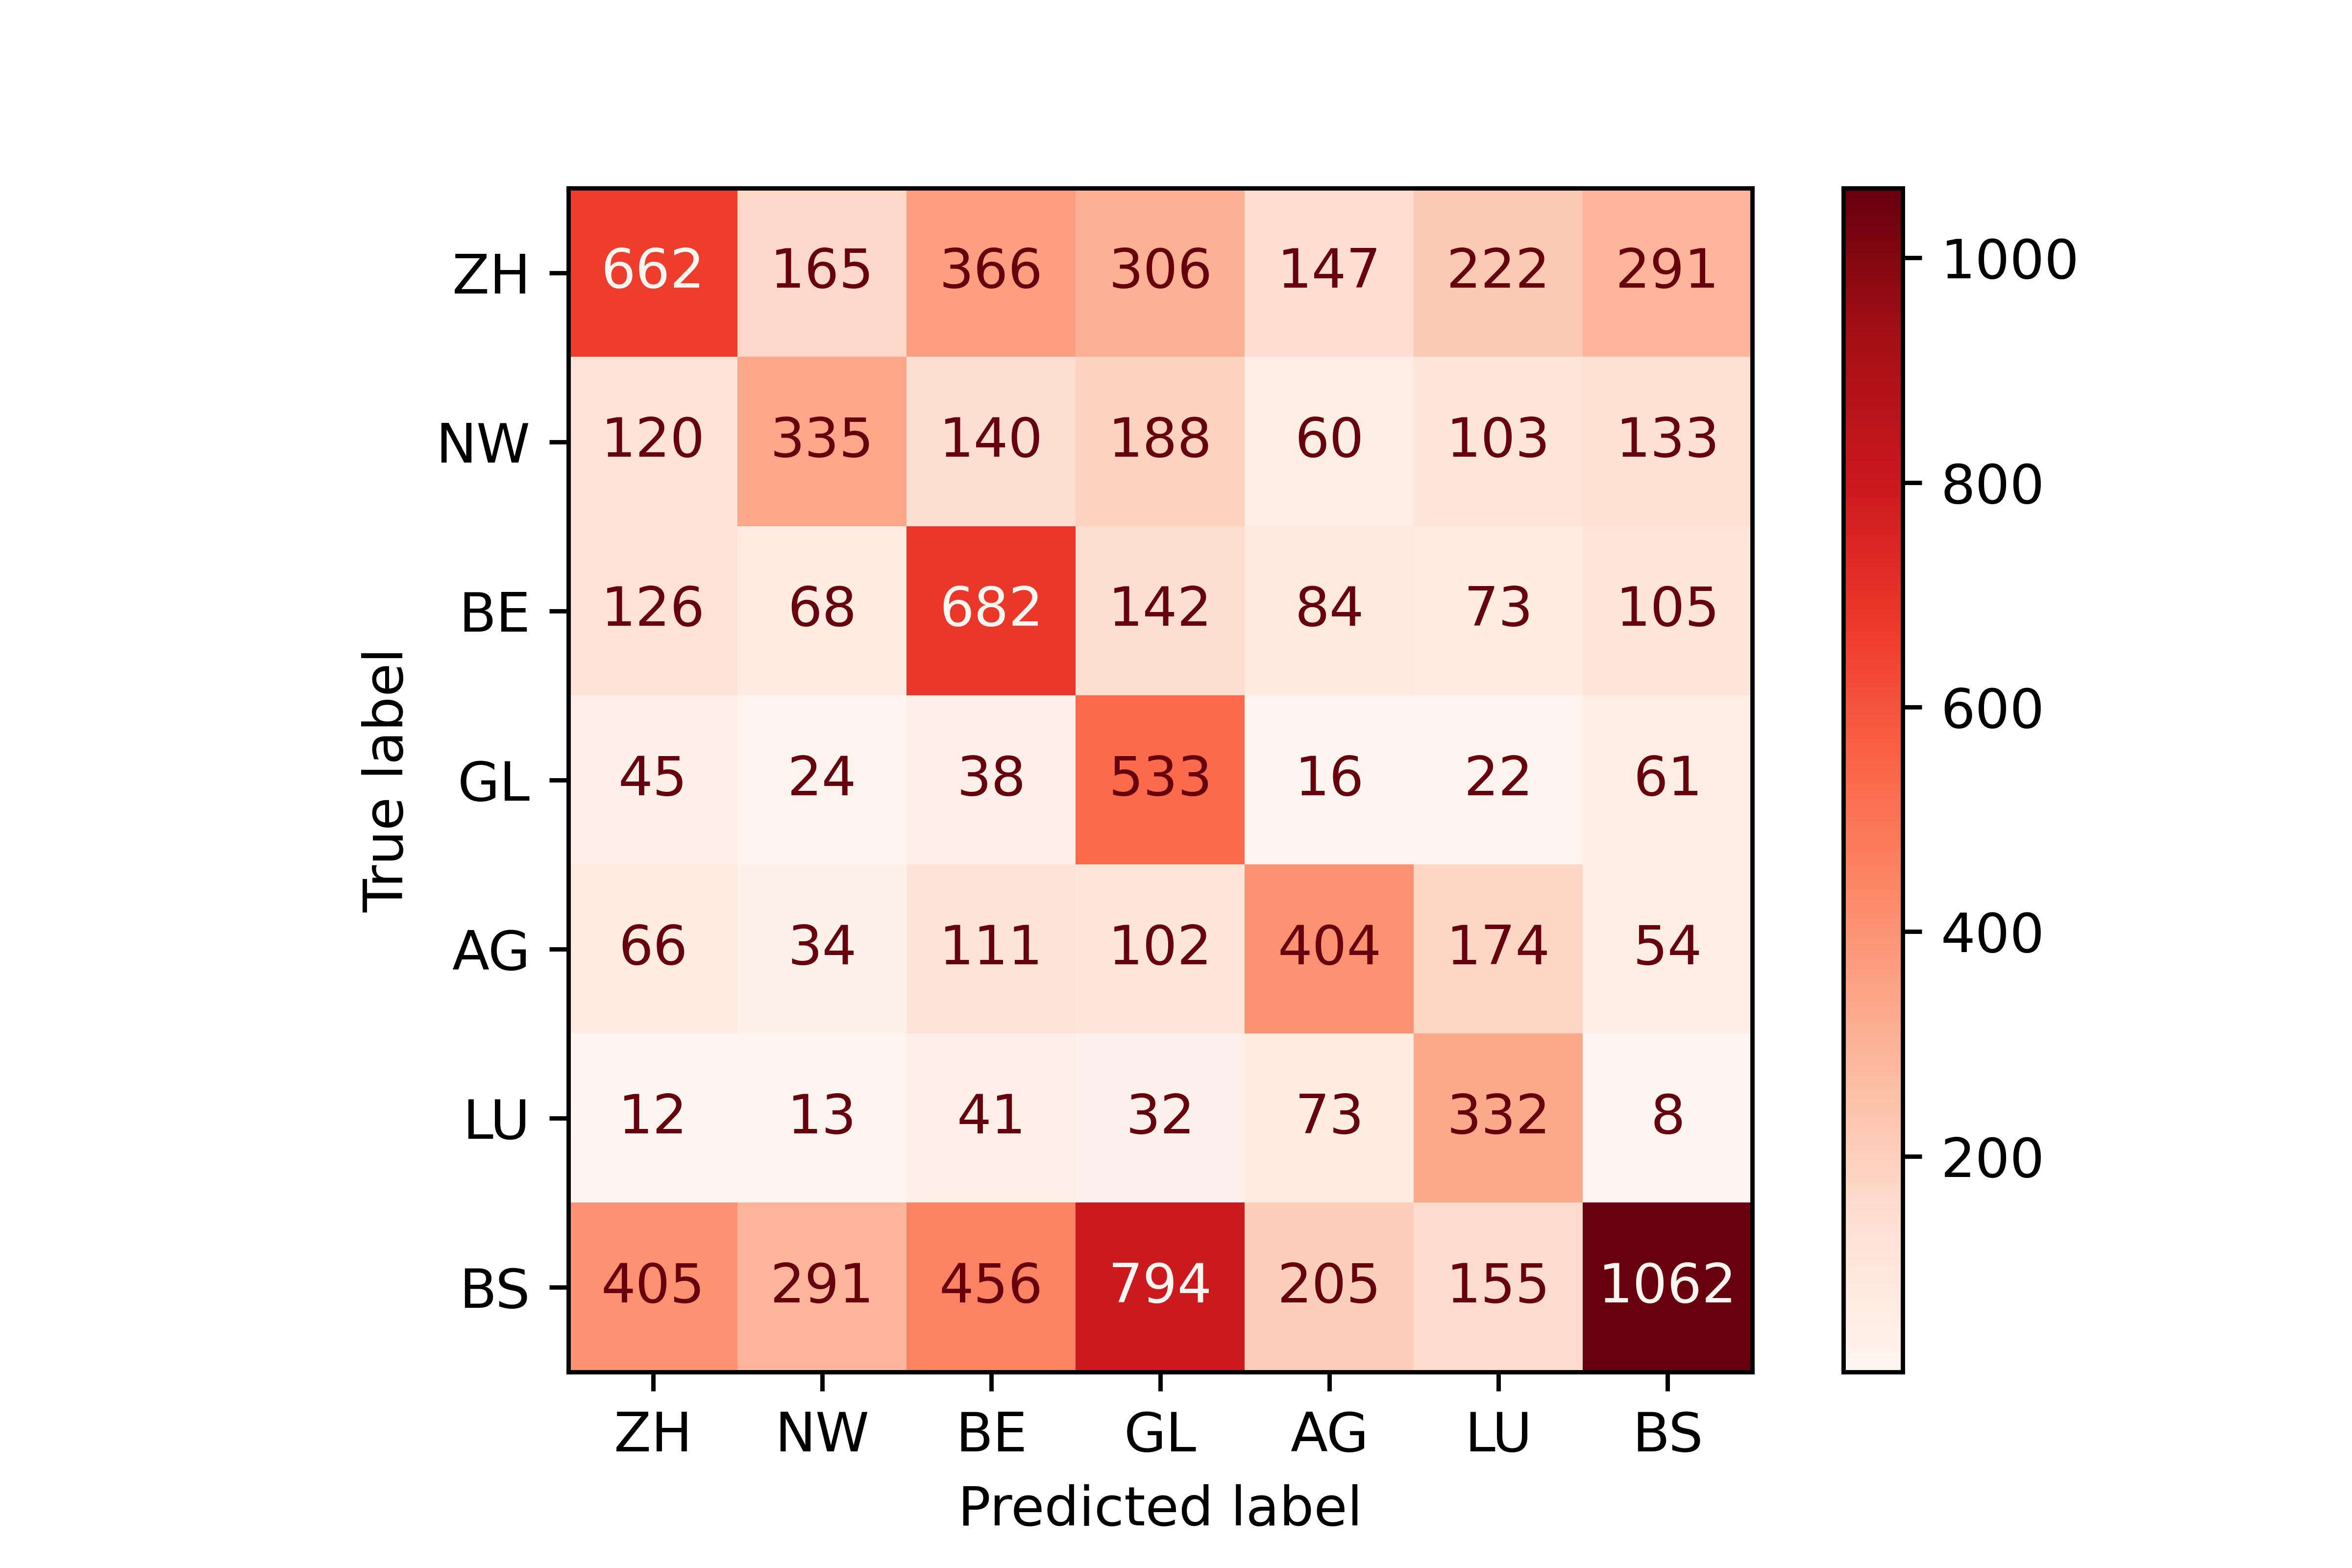 ZH 662 165 366 306 147 222 291
NW 120 335 140 188 60 103 133
BE 126 68 682 142 84 73 105
GL 45 24 38 533 16 22 61
AG 66 34 111 102 404 174 54
LU 12 13 41 32 73 332 8
BS 405 291 456 794 205 155 1062
ZH NW BE GL AG LU BS
Predicted label
True label
1000
800
600
400
200